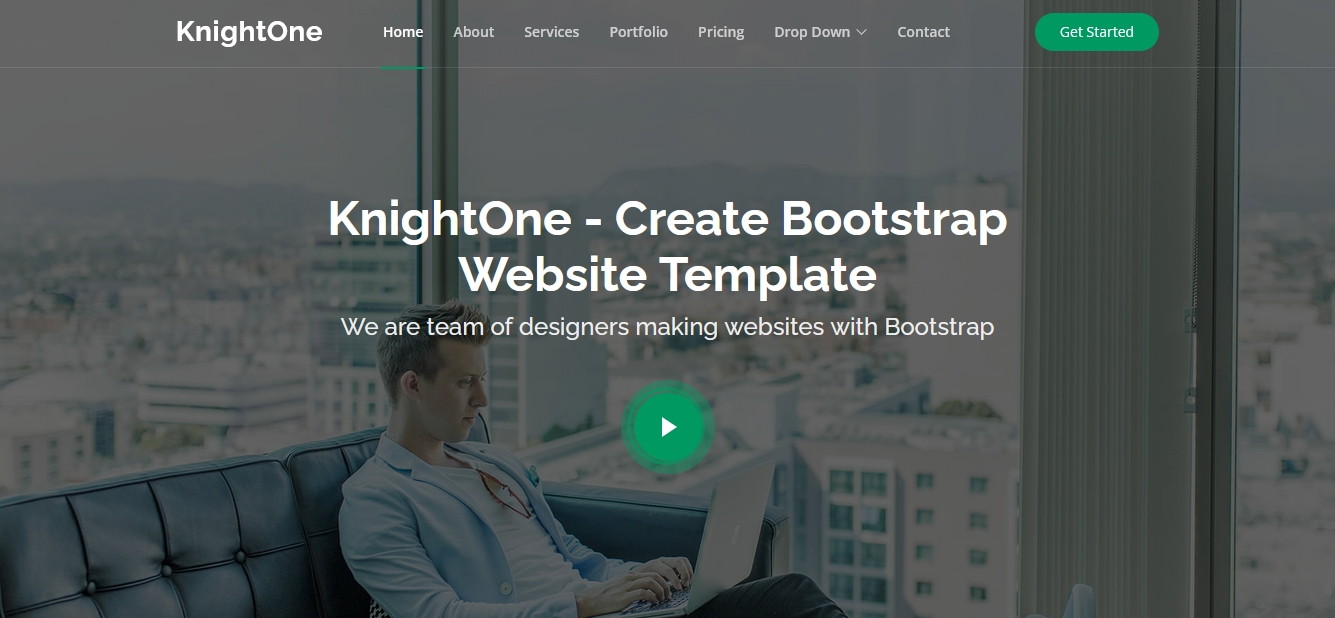 KnightOne
Home About Services Portfolio Pricing Drop Down Contact
Get Started
KnightOne - Create Bootstrap
Website Template
We are team of designers making websites with Bootstrap